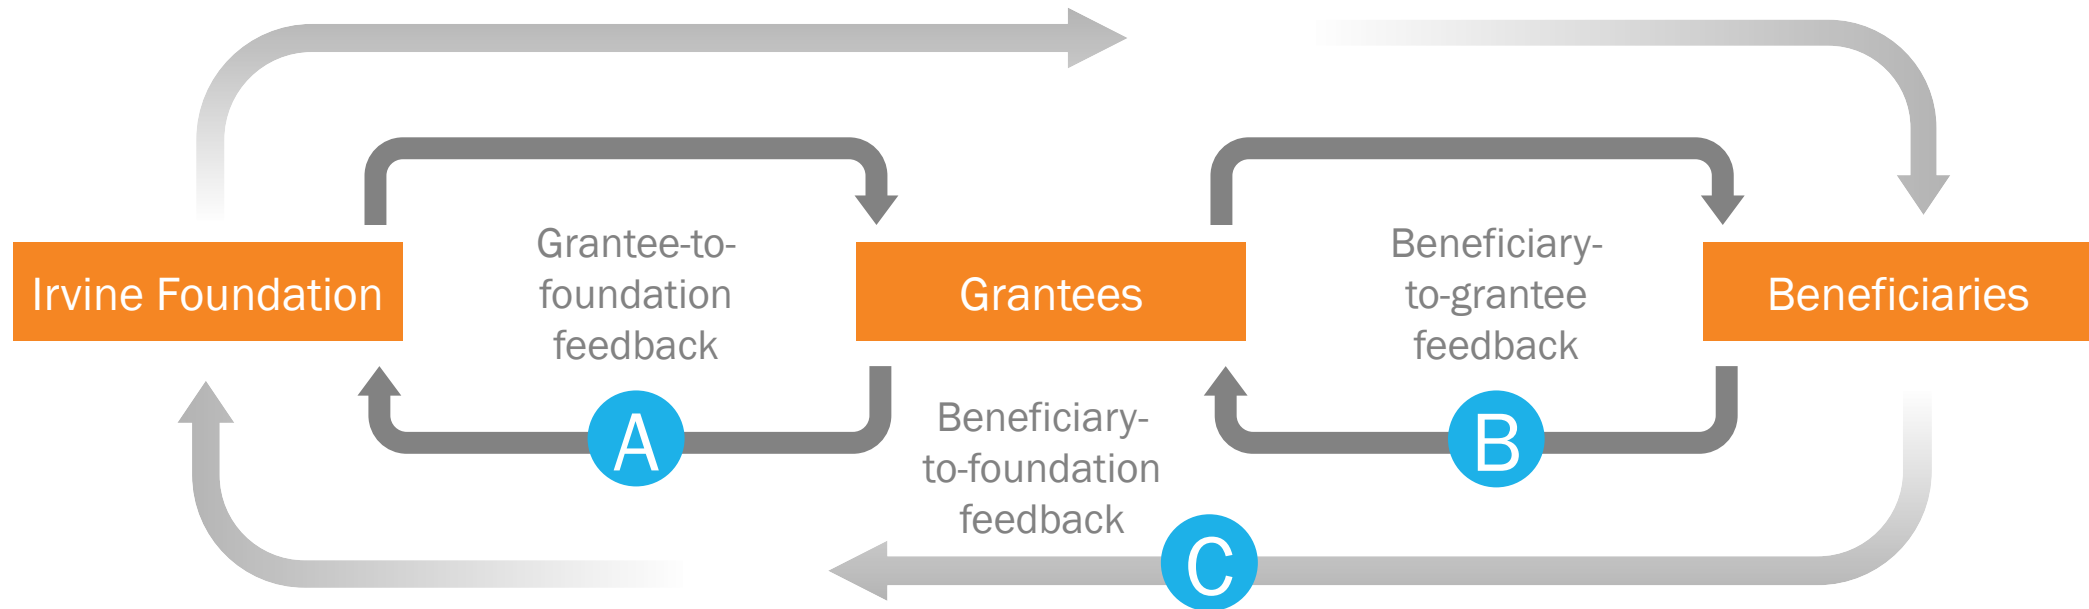 Irvine Foundation
Grantee-to-
foundation
feedback
Grantees
Beneficiary-
to-grantee
feedback
Beneficiaries
A
Beneficiary-
to-foundation
feedback
B
C